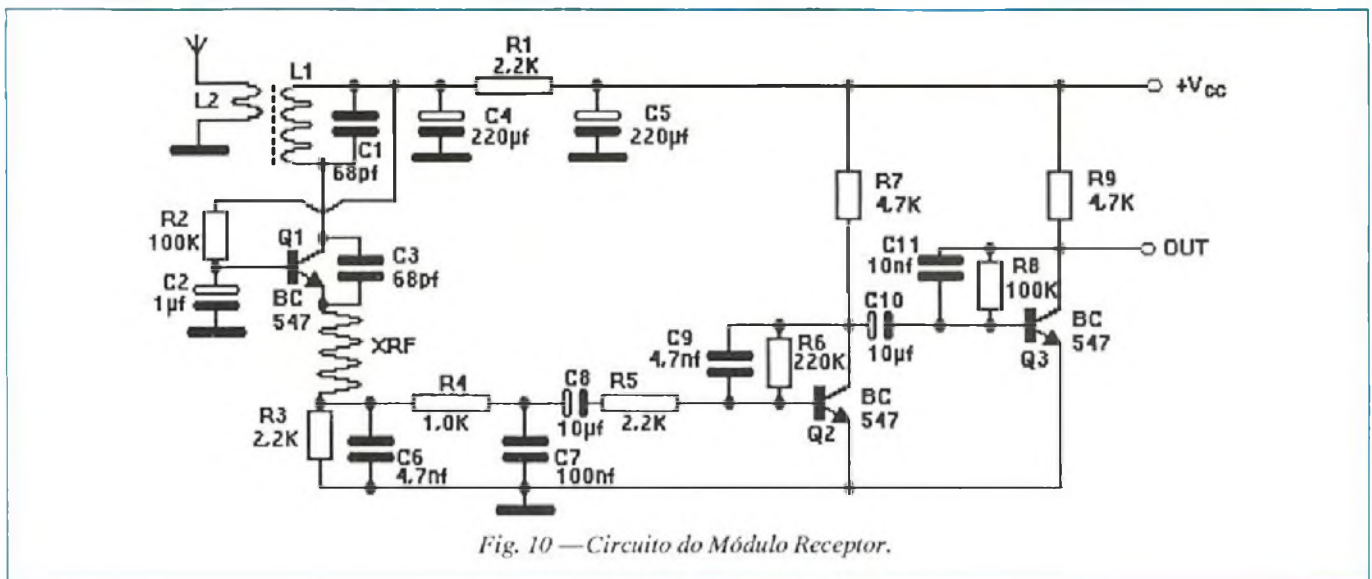 L1
R1
2.2K
+VCC
L2
C1
68pf
C4
220µf
C5
220µf
R2
100K
Q1
C3
68pf
R7
4.7K
R9
4.7K
C11
10nf
R8
100K
OUT
C2
1µf
BC
547
XRF
C10
10µf
BC
547
Q3
C9
4.7nf
R6
220K
R4
1.0K
C8
10µf
R5
2.2K
BC
547
Q2
R3
2.2K
C6
4.7nf
C7
100nf
Fig. 10 — Circuito do Módulo Receptor.